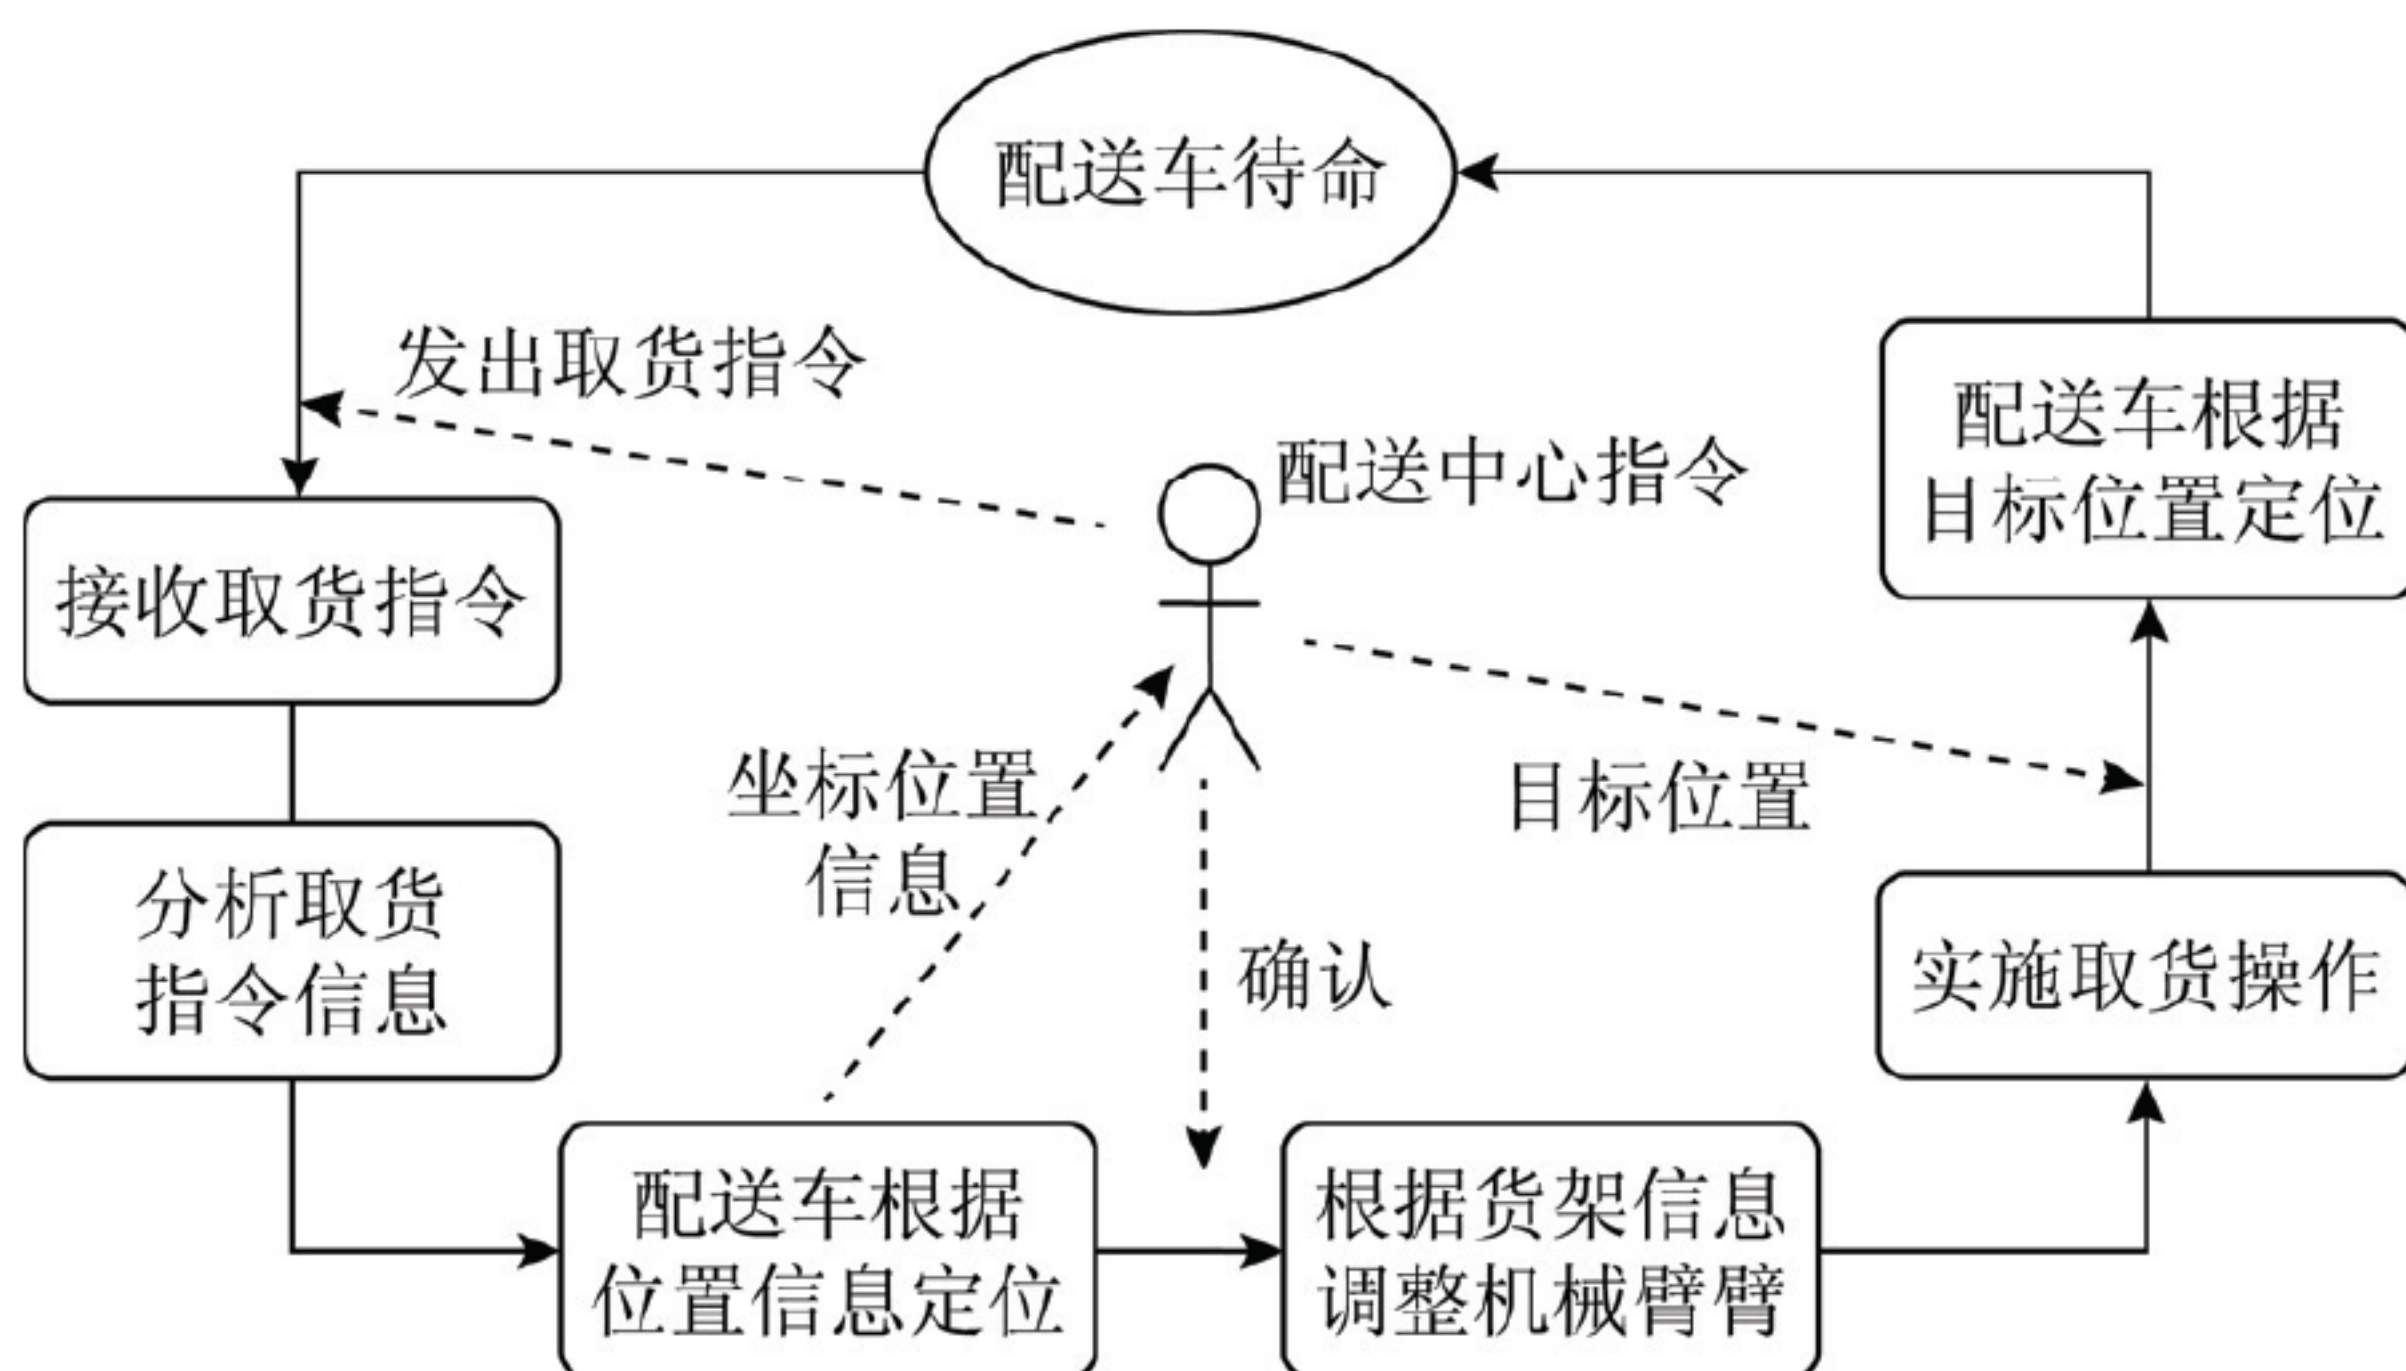 配送车待命
发出取货指令
配送中心指令
配送车根据
目标位置定位
接收取货指令
坐标位置
信息
目标位置
分析取货
指令信息
确认
实施取货操作
配送车根据
位置信息定位
根据货架信息
调整机械臂臂